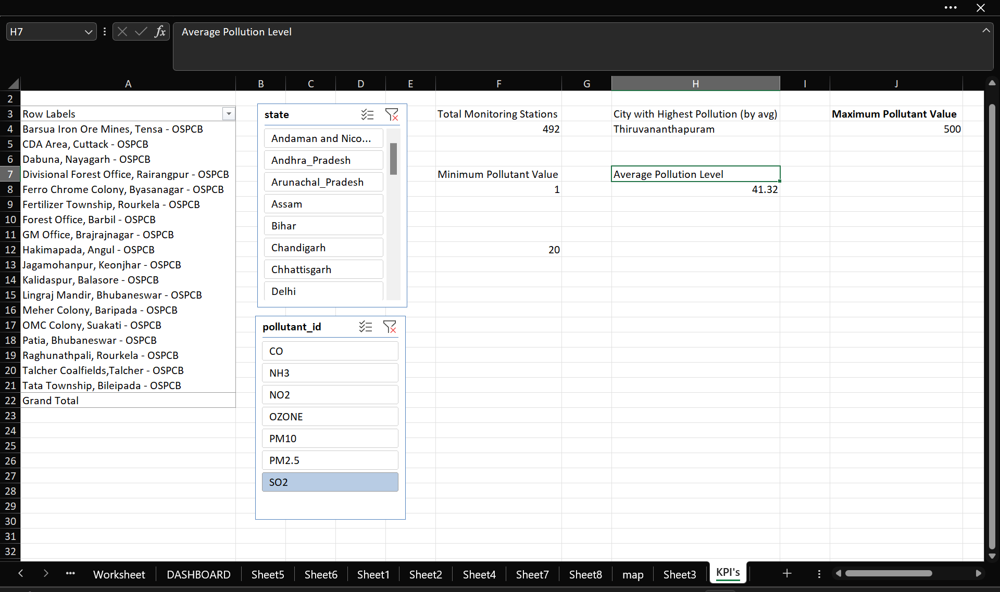 H7
fx
Average Pollution Level
A B C D E F G H I J
2
3 Row Labels
4 Barsua Iron Ore Mines, Tensa - OSPCB
5 CDA Area, Cuttack - OSPCB
6 Dabuna, Nayagarh - OSPCB
7 Divisional Forest Office, Rairangpur - OSPCB
8 Ferro Chrome Colony, Byasanagar - OSPCB
9 Fertilizer Township, Rourkela - OSPCB
10 Forest Office, Barbil - OSPCB
11 GM Office, Brajrajnagar - OSPCB
12 Hakimapada, Angul - OSPCB
13 Jagamohanpur, Keonjhar - OSPCB
14 Kalidaspur, Balasore - OSPCB
15 Lingraj Mandir, Bhubaneswar - OSPCB
16 Meher Colony, Baripada - OSPCB
17 OMC Colony, Suakati - OSPCB
18 Patia, Bhubaneswar - OSPCB
19 Raghunathpali, Rourkela - OSPCB
20 Talcher Coalfields,Talcher - OSPCB
21 Tata Township, Bileipada - OSPCB
22 Grand Total
23
24
25
26
27
28
29
30
31
32
state
Andaman and Nico...
Andhra_Pradesh
Arunachal_Pradesh
Assam
Bihar
Chandigarh
Chhattisgarh
Delhi
pollutant_id
CO
NH3
NO2
OZONE
PM10
PM2.5
SO2
Total Monitoring Stations
492
City with Highest Pollution (by avg)
Thiruvananthapuram
Maximum Pollutant Value
500
Minimum Pollutant Value
1
Average Pollution Level
41.32
20
Worksheet DASHBOARD Sheet5 Sheet6 Sheet1 Sheet2 Sheet4 Sheet7 Sheet8 map Sheet3 KPI's